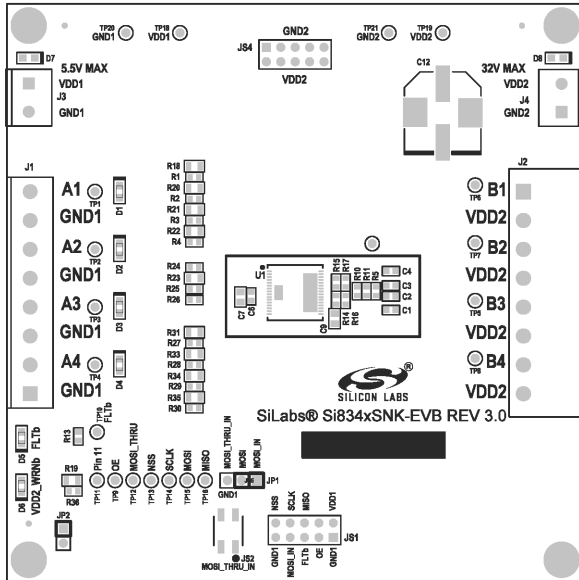 TP20
GND1
TP18
VDD1
GND2
JS4
VDD2
TP21
GND2
TP19
VDD2
D7
5.5V MAX
VDD1
J3
GND1
C12
D8
32V MAX
VDD2
J4
GND2
J1
A1
TP1
GND1
D1
A2
TP2
GND1
D2
A3
TP3
GND1
D3
A4
TP4
GND1
D4
R18
R1
R20
R2
R21
R3
R22
R4
R24
R23
R25
R26
R31
R27
R33
R28
R34
R29
R35
R30
U1
C7
C8
C9
R15
R17
R14
R16
R10
R11
R5
C4
C3
C2
C1
J2
TP6
B1
VDD2
TP7
B2
VDD2
TP5
B3
VDD2
TP8
B4
VDD2
®
SILICON LABS
SiLabs® Si834xSNK-EVB REV 3.0
D5
FLTb
D6
VDD2_WRNb
R13
TP10
FLTb
R19
R36
JP2
Pin 11
TP11
OE
TP9
MOSI_THRU
TP12
NSS
TP13
SCLK
TP14
MOSI
TP15
MISO
TP16
MOSI_THRU_IN
MOSI
MOSI_IN
GND1
JP1
JS2
MOSI_THRU_IN
NSS
SCLK
MISO
VDD1
JS1
GND1
MOSI_IN
FLTb
OE
GND1